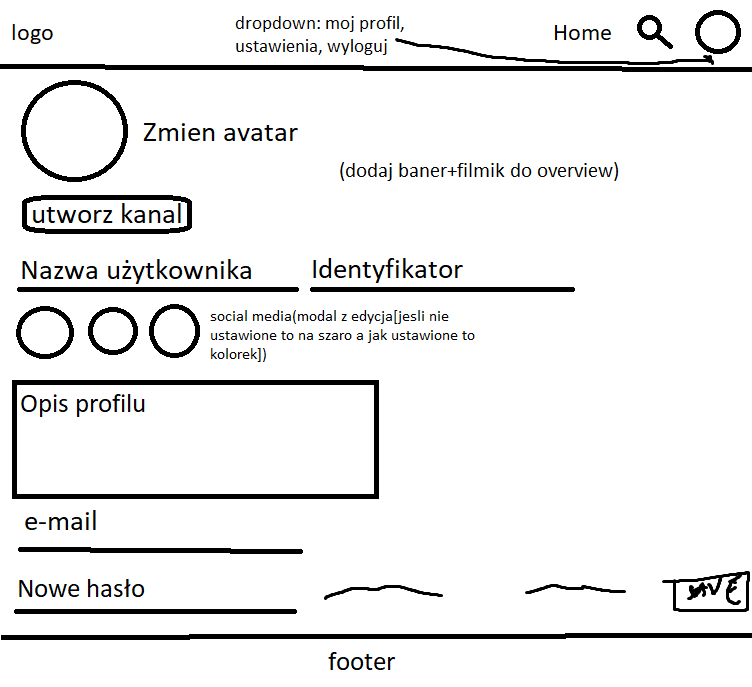 logo
dropdown: moj profil,
ustawienia, wyloguj
Home
Zmien avatar
(dodaj baner+filmik do overview)
utworz kanal
Nazwa użytkownika
Identyfikator
social media(modal z edycja[jesli nie
ustawione to na szaro a jak ustawione to
kolorek])
Opis profilu
e-mail
Nowe hasło
SAVE
footer